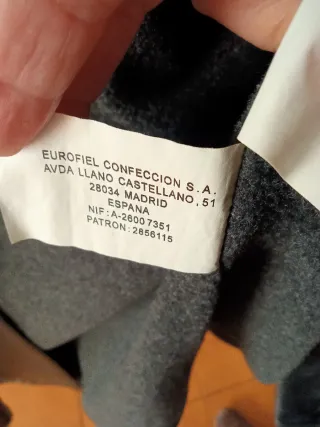 EUROFIEL CONFECCION S.A.
AVDA LLANO CASTELLANO, 51
28034 MADRID
ESPANA
NIF: A-26007351
PATRON: 2656115